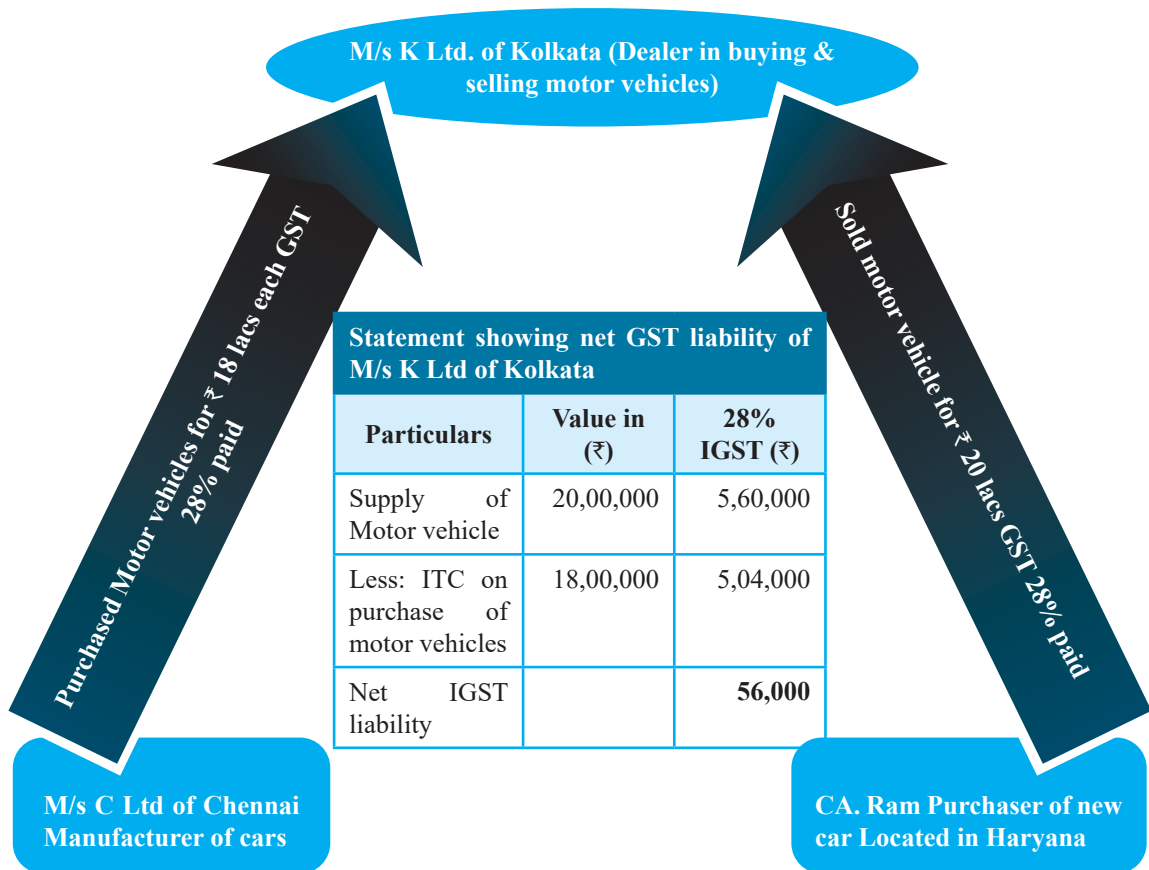 M/s K Ltd. of Kolkata (Dealer in buying &
selling motor vehicles)
Purchased Motor vehicles for ₹ 18 lacs each GST
28% paid
Sold motor vehicle for ₹ 20 lacs GST 28% paid
Statement showing net GST liability of
M/s K Ltd of Kolkata
Particulars
Value in
(₹)
28%
IGST (₹)
Supply of
Motor vehicle
20,00,000
5,60,000
Less: ITC on
purchase of
motor vehicles
18,00,000
5,04,000
Net IGST
liability
56,000
M/s C Ltd of Chennai
Manufacturer of cars
CA. Ram Purchaser of new
car Located in Haryana